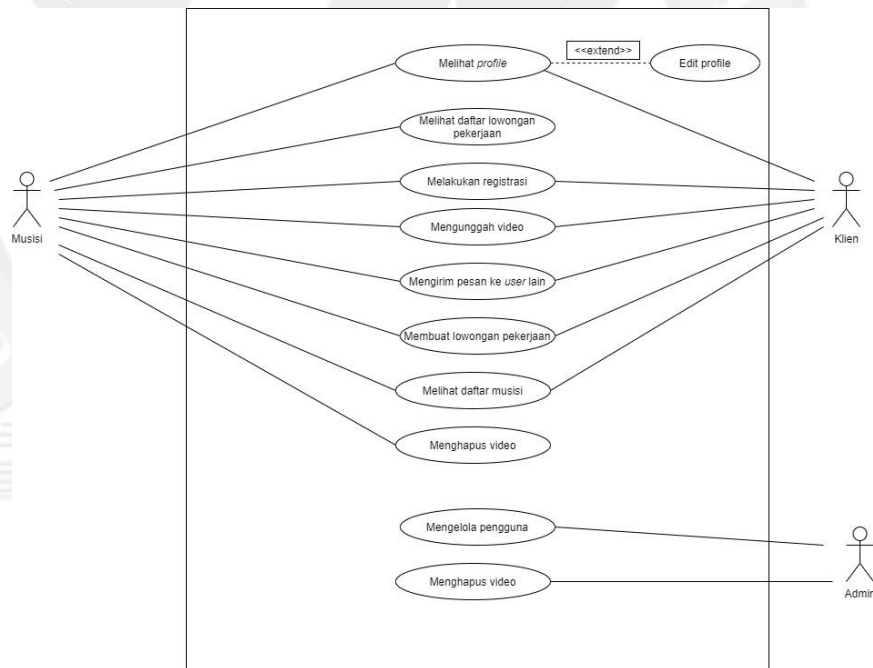 <<extend>>
Melihat profile
Edit profile
Melihat daftar lowongan
pekerjaan
Melakukan registrasi
Mengunggah video
Musisi
Klien
Mengirim pesan ke user lain
Membuat lowongan pekerjaan
Melihat daftar musisi
Menghapus video
Mengelola pengguna
Menghapus video
Admin